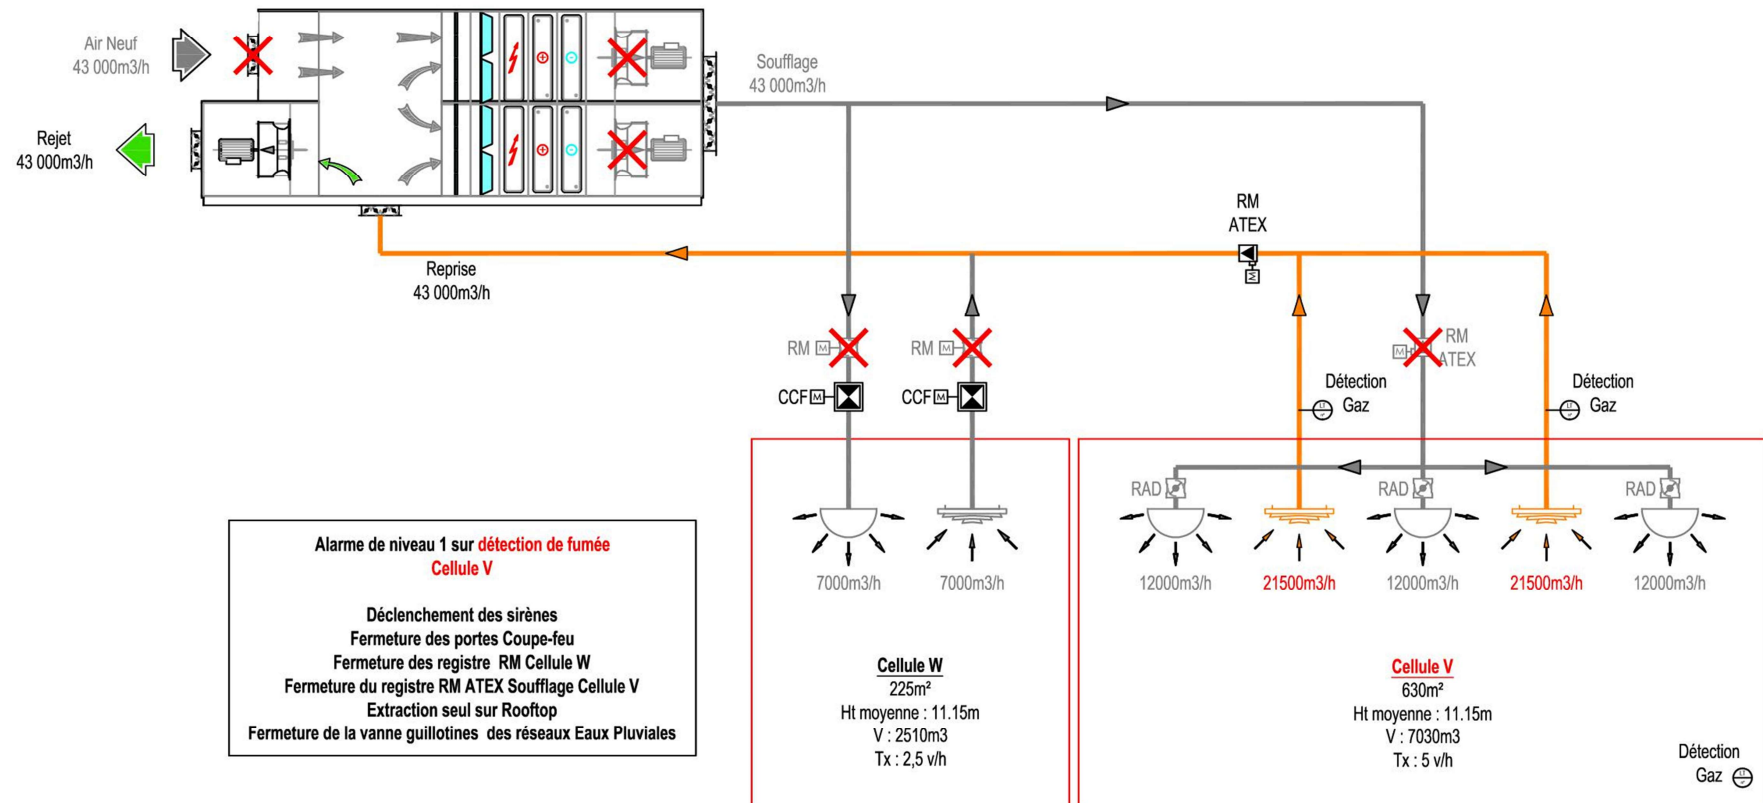 Air Neuf
43 000m3/h
Soufflage
43 000m3/h
Rejet
43 000m3/h
RM
ATEX
Reprise
43 000m3/h
RM M
RM M
M
RM
ATEX
M
CCF M
CCF M
Détection
Gaz
Détection
Gaz
RAD
RAD
RAD
7000m3/h
7000m3/h
12000m3/h
21500m3/h
12000m3/h
21500m3/h
12000m3/h
Alarme de niveau 1 sur détection de fumée
Cellule V
Déclenchement des sirènes
Fermeture des portes Coupe-feu
Fermeture des registre RM Cellule W
Fermeture du registre RM ATEX Soufflage Cellule V
Extraction seul sur Rooftop
Fermeture de la vanne guillotines des réseaux Eaux Pluviales
Cellule W
225m²
Ht moyenne : 11.15m
V : 2510m3
Tx : 2,5 v/h
Cellule V
630m²
Ht moyenne : 11.15m
V : 7030m3
Tx : 5 v/h
Détection
Gaz